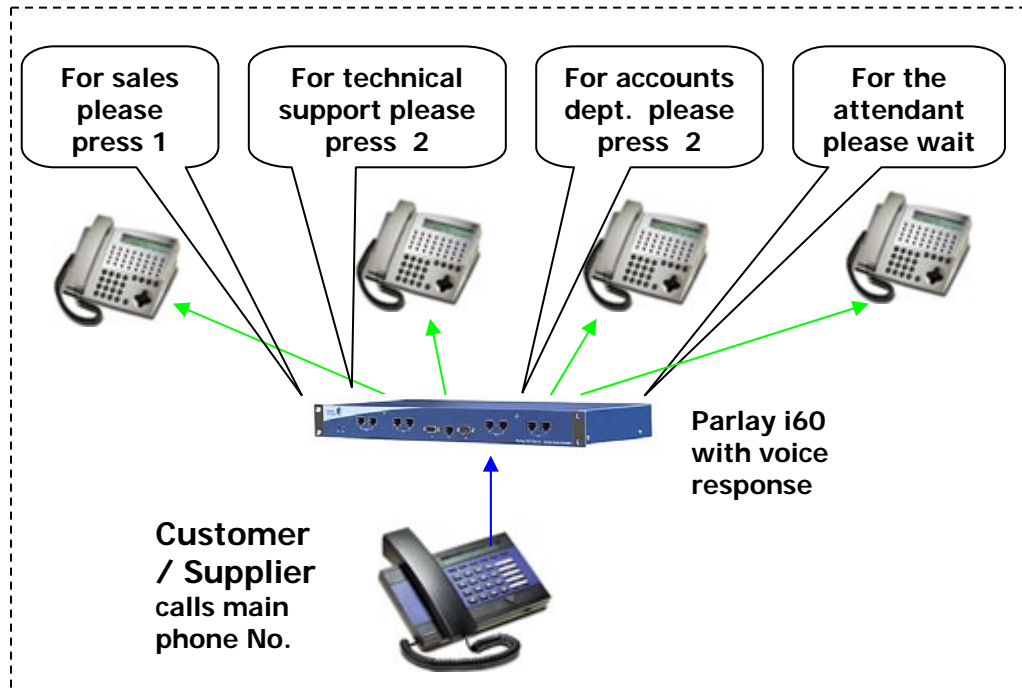 For sales
please
press 1
For technical
support please
press 2
For accounts
dept. please
press 2
For the
attendant
please wait
Parlay i60
with voice
response
Customer
/ Supplier
calls main
phone No.